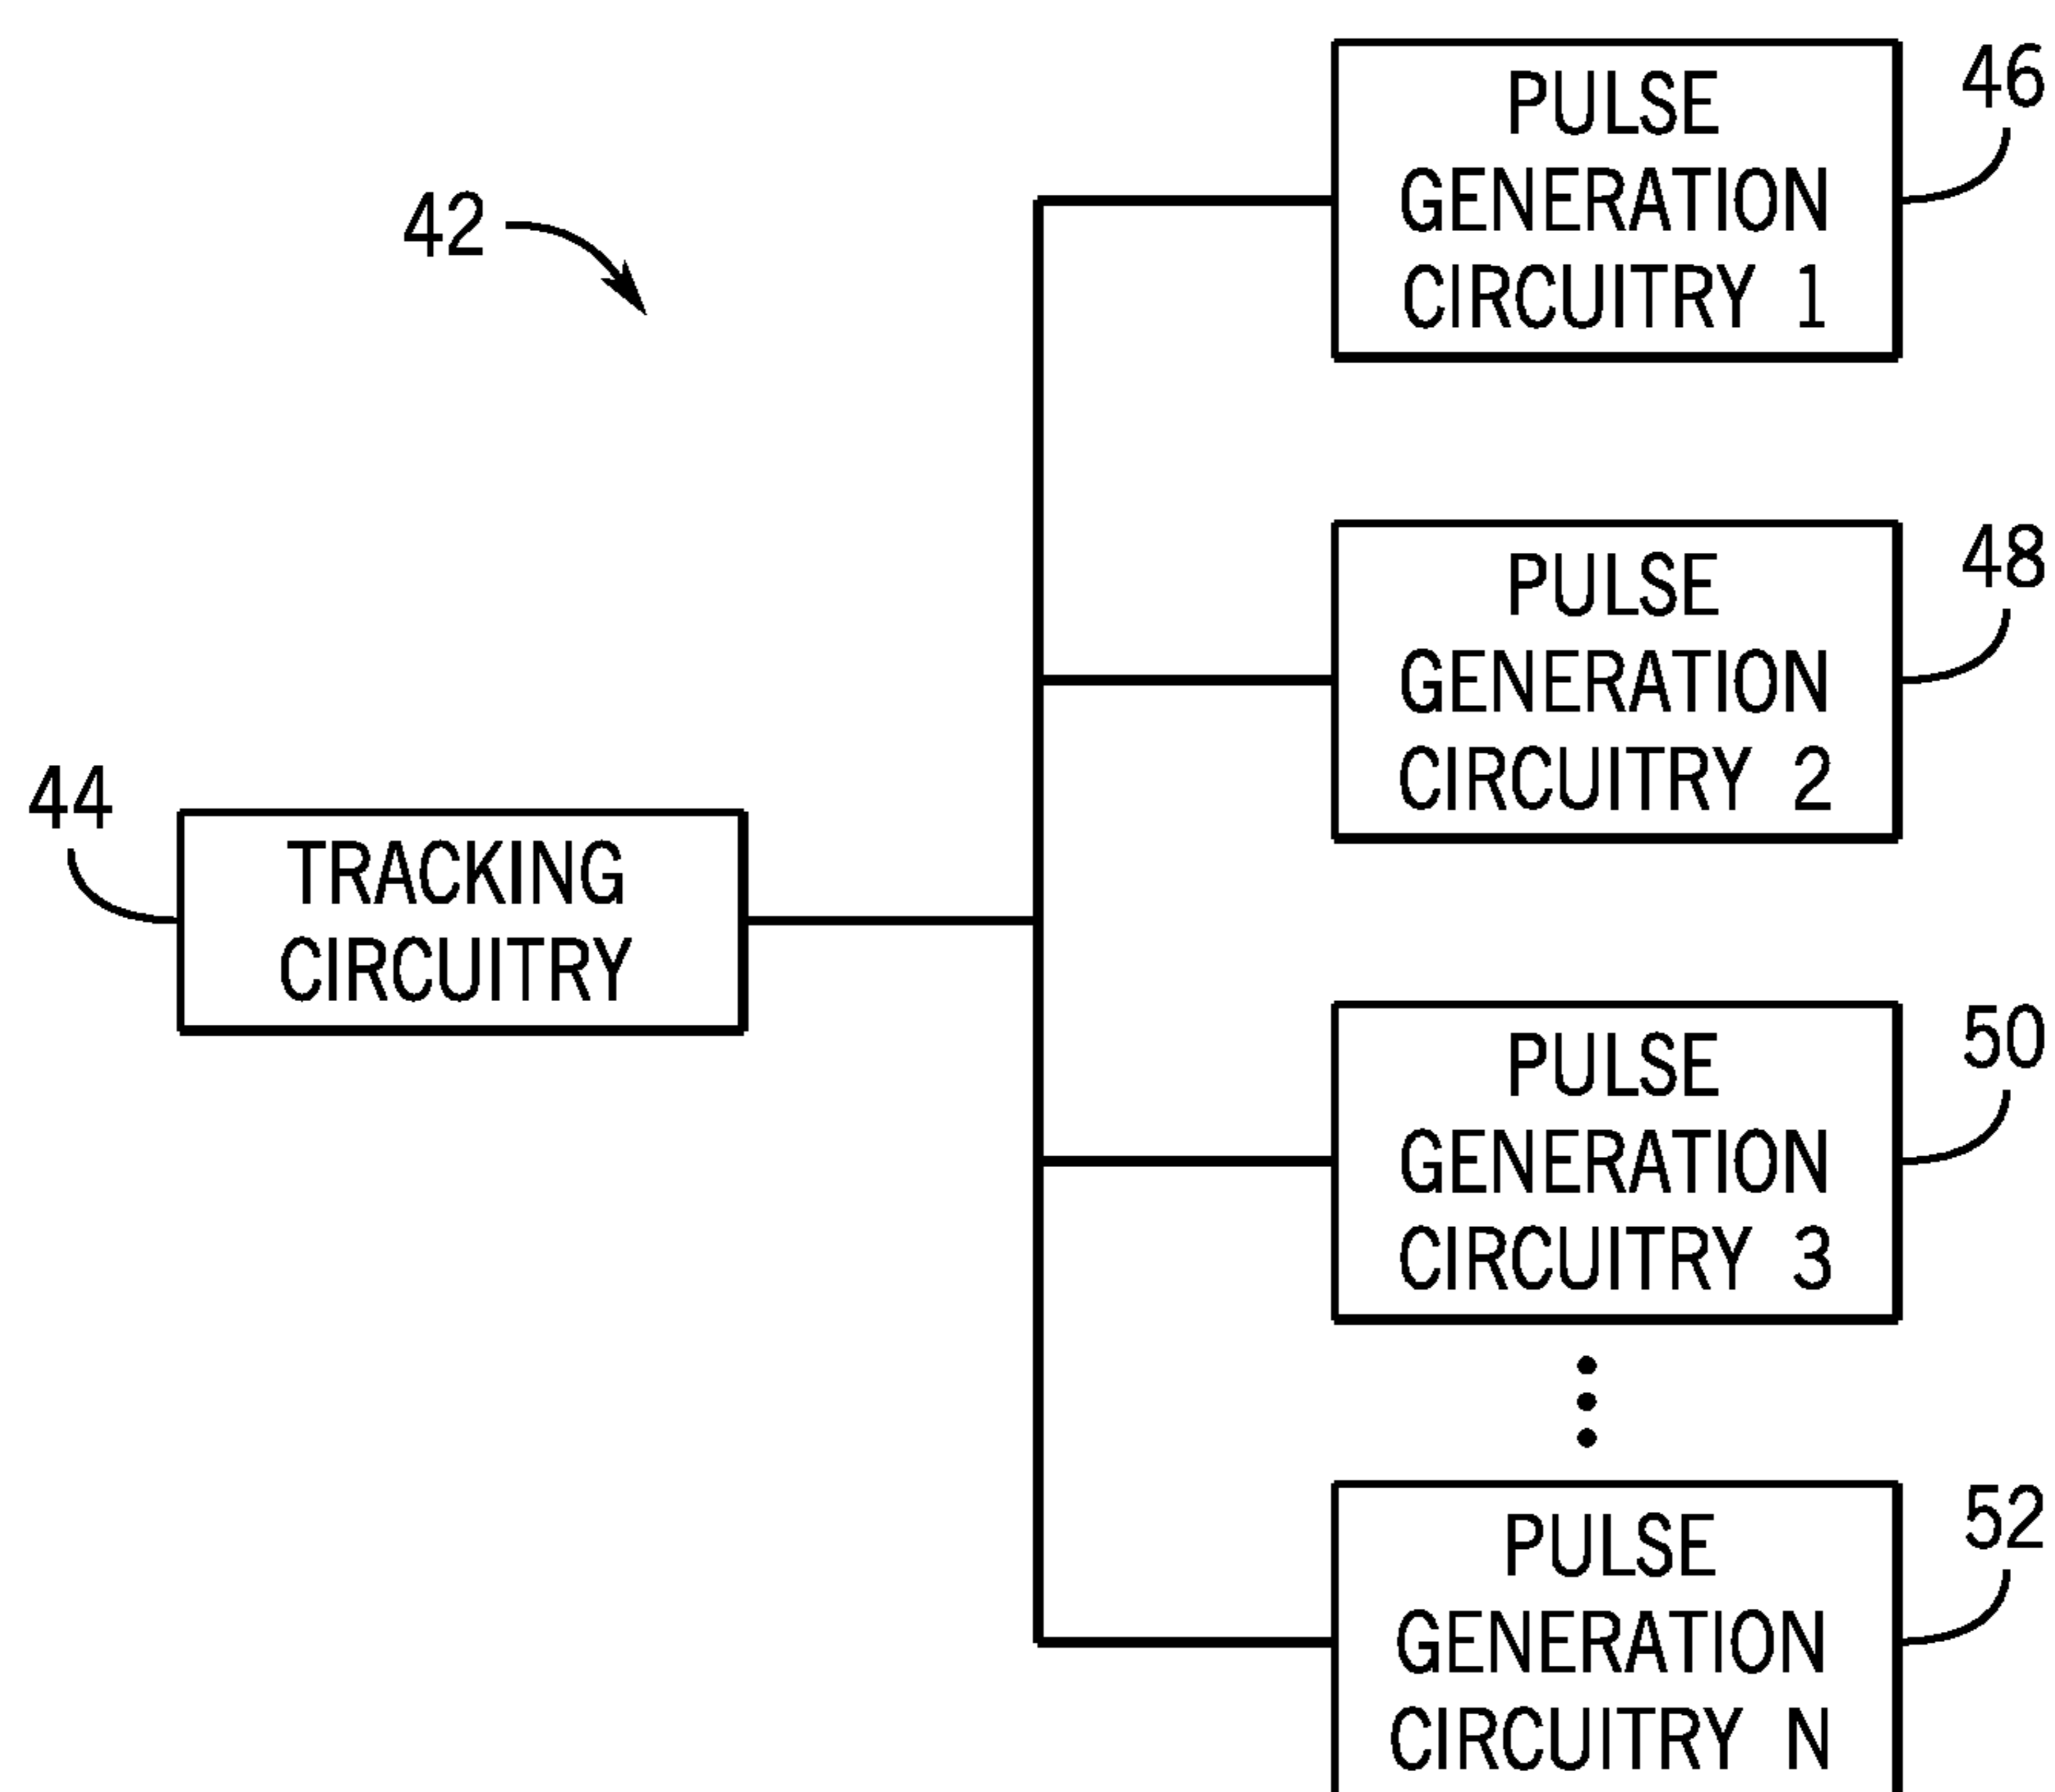 46
PULSE
GENERATION
CIRCUITRY 1
42
48
PULSE
GENERATION
CIRCUITRY 2
44
TRACKING
CIRCUITRY
50
PULSE
GENERATION
CIRCUITRY 3
52
PULSE
GENERATION
CIRCUITRY N